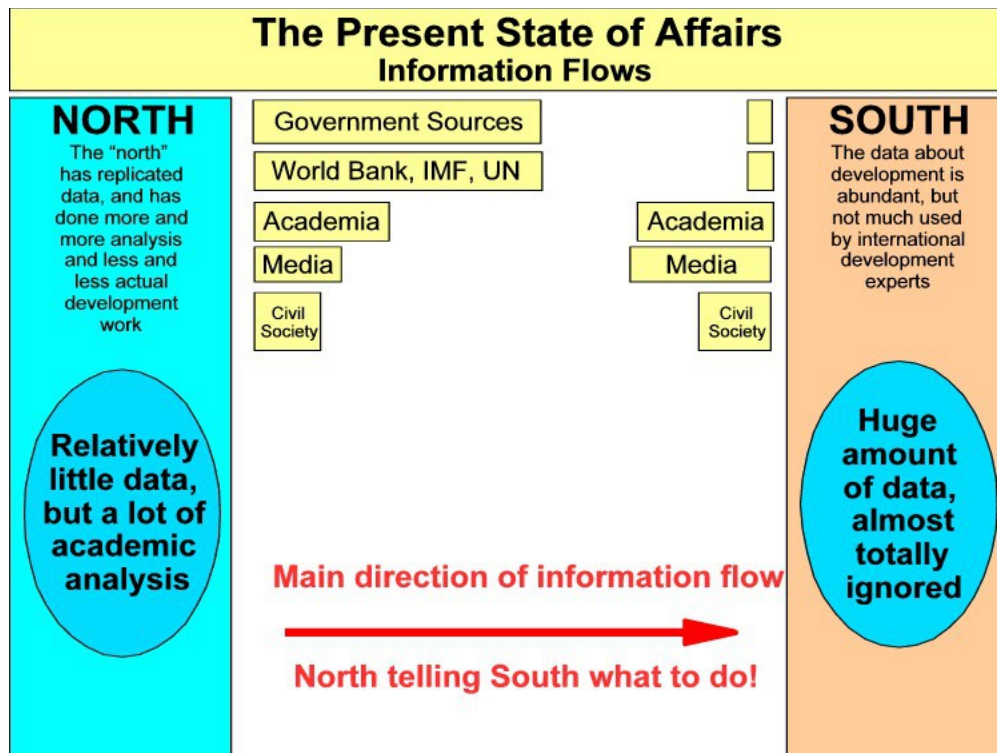 The Present State of Affairs
Information Flows
NORTH
The “north”
has replicated
data, and has
done more and
more analysis
and less and
less actual
development
work
Relatively
little data,
but a lot of
academic
analysis
Government Sources
World Bank, IMF, UN
Academia
Media
Civil
Society
Academia
Media
Civil
Society
Main direction of information flow
North telling South what to do!
SOUTH
The data about
development is
abundant, but
not much used
by international
development
experts
Huge
amount
of data,
almost
totally
ignored